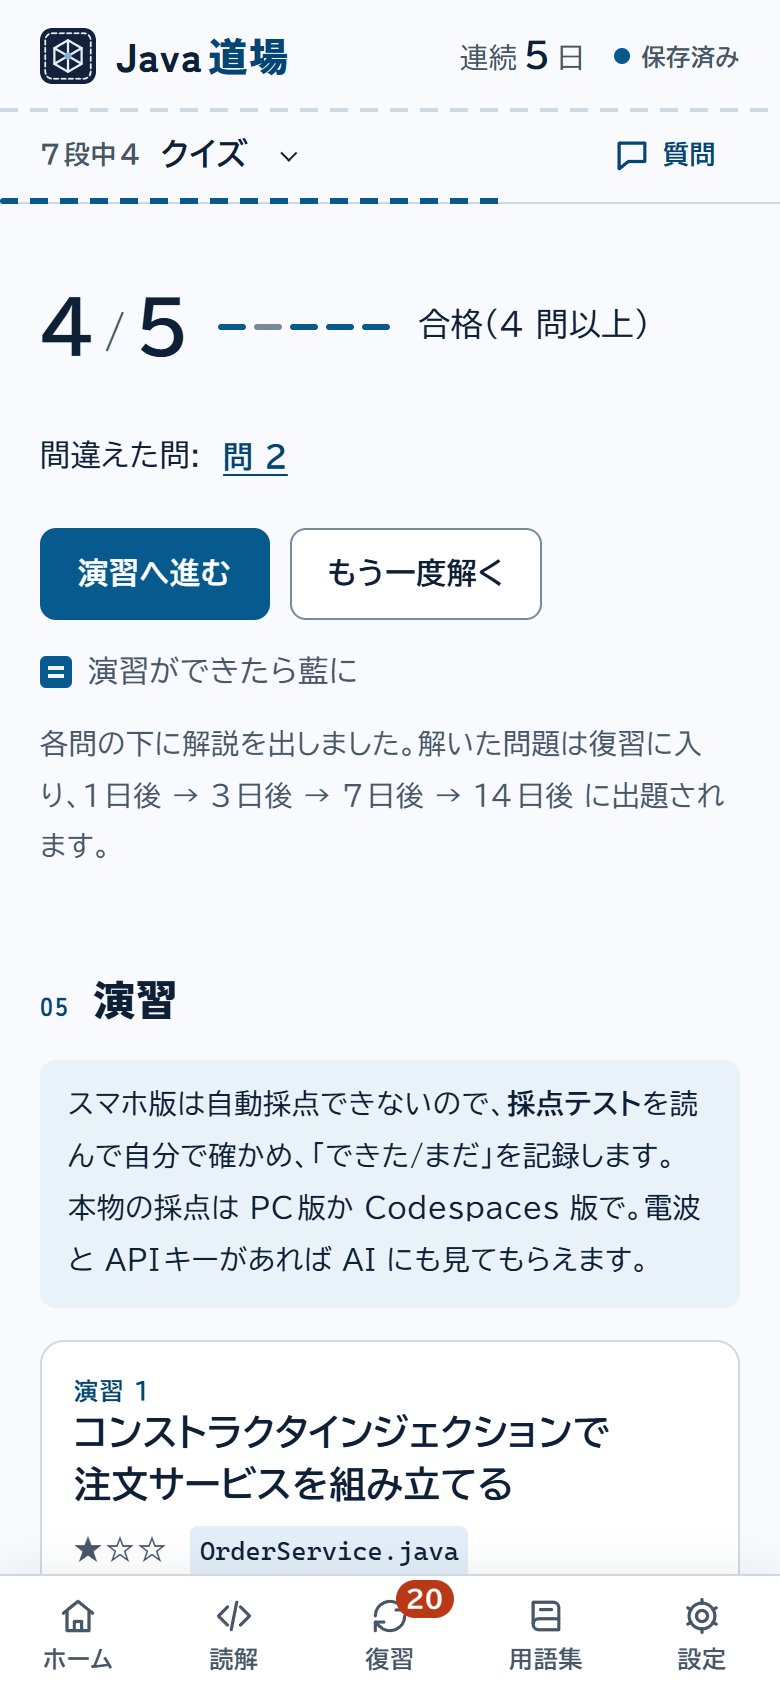 Java道場
連続 5 日
保存済み
7段中4 クイズ
質問
4/5 合格(4 問以上)
間違えた問: 問 2
演習へ進む
もう一度解く
演習ができたら藍に
各問の下に解説を出しました。解いた問題は復習に入
り、1日後 → 3日後 → 7日後 → 14日後 に出題され
ます。
05 演習
スマホ版は自動採点できないので、採点テストを読
んで自分で確かめ、「できた/まだ」を記録します。
本物の採点は PC版か Codespaces 版で。電波
と APIキーがあれば AI にも見てもらえます。
演習 1
コンストラクタインジェクションで
注文サービスを組み立てる
★☆☆ OrderService.java
20
ホーム
読解
復習
用語集
設定